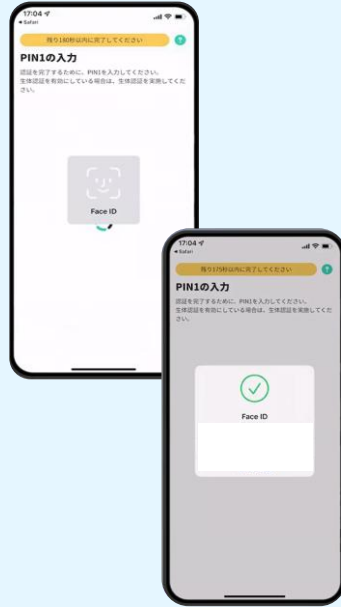 17:04
Safari
残り180秒以内に完了してください
?
PIN1の入力
認証を完了するために、PIN1を入力してください。
生体認証を有効にしている場合は、生体認証を実施してくだ
さい。
Face ID
17:04
Safari
残り175秒以内に完了してください
?
PIN1の入力
認証を完了するために、PIN1を入力してください。
生体認証を有効にしている場合は、生体認証を実施してくだ
さい。
Face ID